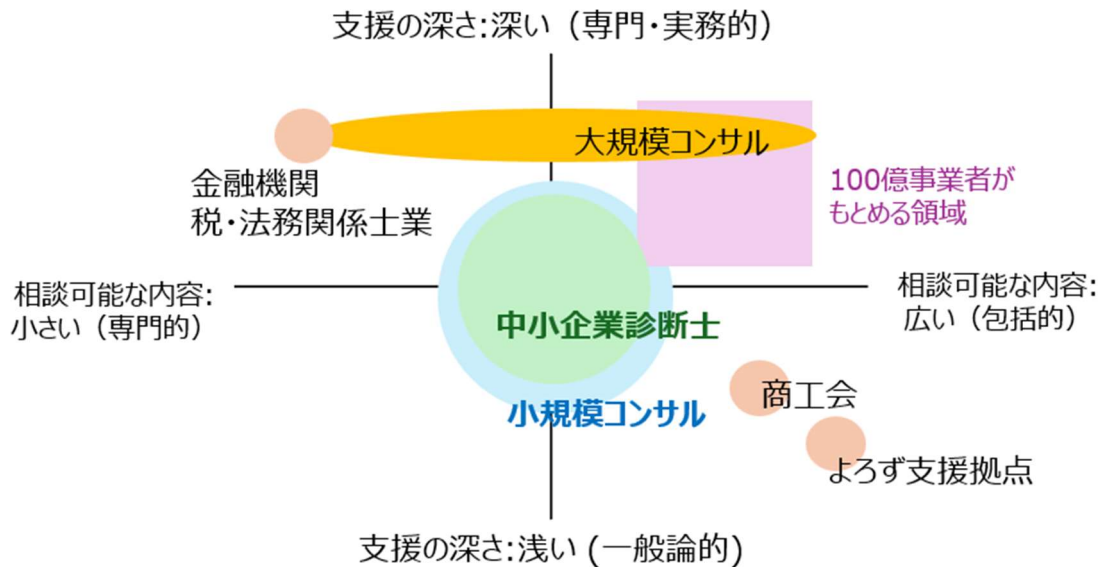 支援の深さ:深い（専門・実務的）
大規模コンサル
金融機関
税・法務関係士業
100億事業者が
もとめる領域
相談可能な内容:
小さい（専門的）
相談可能な内容:
広い（包括的）
中小企業診断士
小規模コンサル
商工会
よろず支援拠点
支援の深さ:浅い (一般論的)